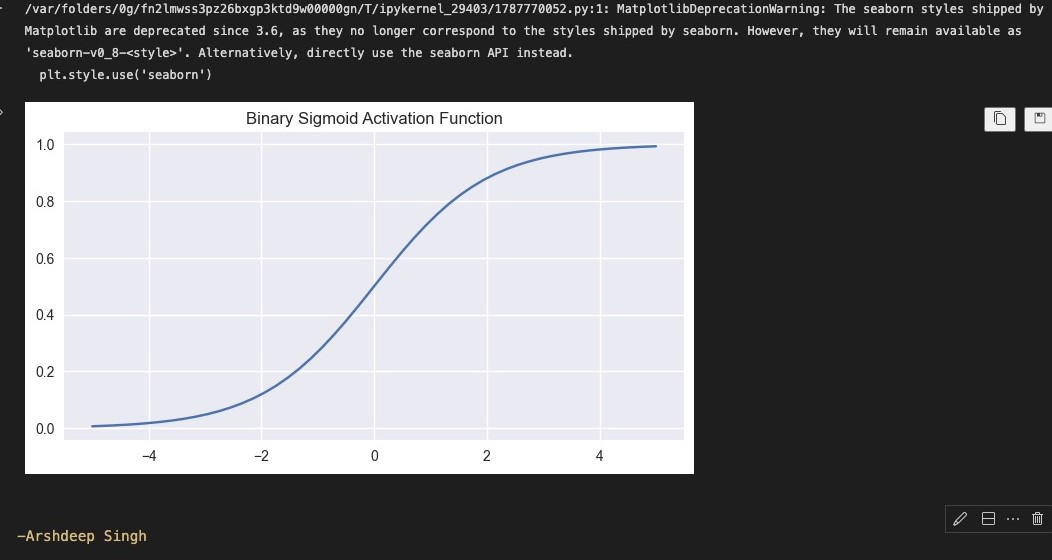 /var/folders/0g/fn2lmwss3pz26bxgp3ktd9w00000gn/T/ipykernel_29403/1787770052.py:1: MatplotlibDeprecationWarning: The seaborn styles shipped by
Matplotlib are deprecated since 3.6, as they no longer correspond to the styles shipped by seaborn. However, they will remain available as
'seaborn-v0_8-<style>'. Alternatively, directly use the seaborn API instead.
plt.style.use('seaborn')
Binary Sigmoid Activation Function
1.0
0.8
0.6
0.4
0.2
0.0
−4 −2 0 2 4
–Arshdeep Singh